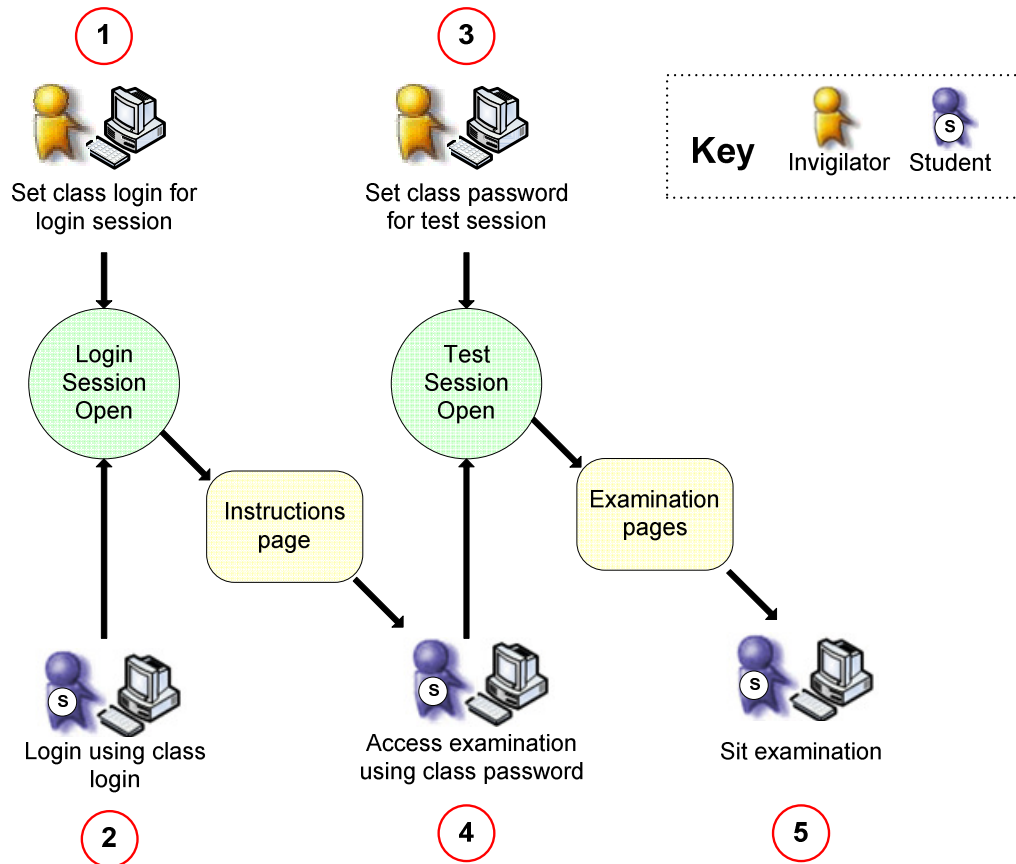 1
3
Set class login for
login session
Set class password
for test session
Key
S
Invigilator
Student
Login
Session
Open
Test
Session
Open
Instructions
page
Examination
pages
S
Login using class
login
S
Access examination
using class password
S
Sit examination
2
4
5